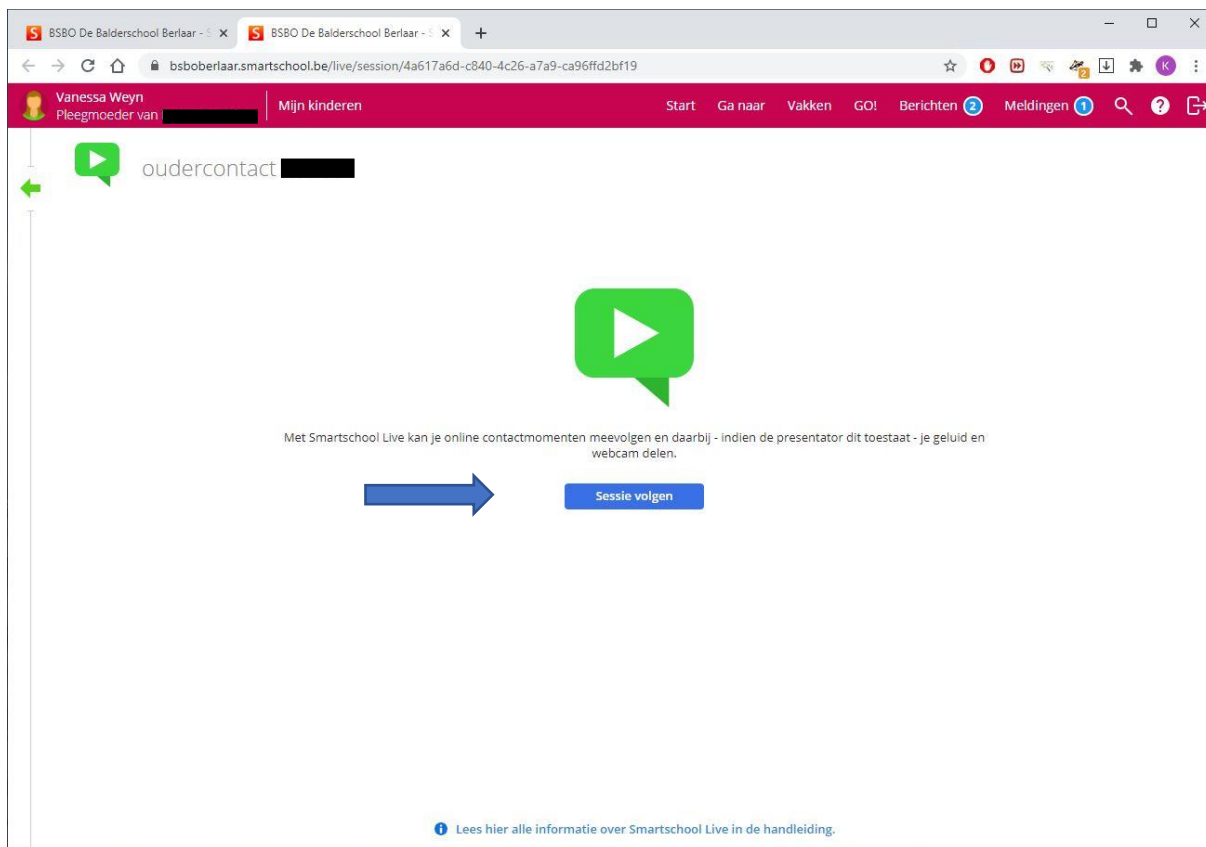 BSBO De Balderschool Berlaar - S
BSBO De Balderschool Berlaar - S
bsboberlaar.smartschool.be/live/session/4a617a6d-c840-4c26-a7a9-ca96ffd2bf19
2
K
Vanessa Weyn
Pleegmoeder van
Mijn kinderen
Start Ga naar Vakken GO! Berichten 2 Meldingen 1
oudercontact
Met Smartschool Live kan je online contactmomenten meevolgen en daarbij - indien de presentator dit toestaat - je geluid en
webcam delen.
Sessie volgen
Lees hier alle informatie over Smartschool Live in de handleiding.